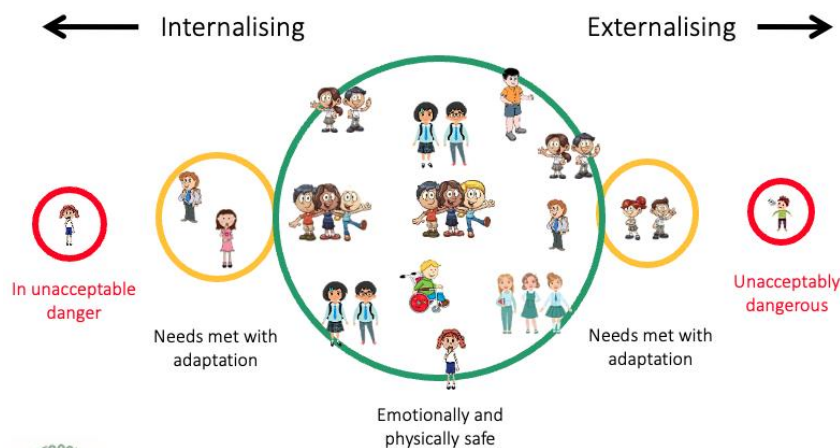 Internalising
Externalising
In unacceptable
danger
Needs met with
adaptation
Emotionally and
physically safe
Needs met with
adaptation
Unacceptably
dangerous